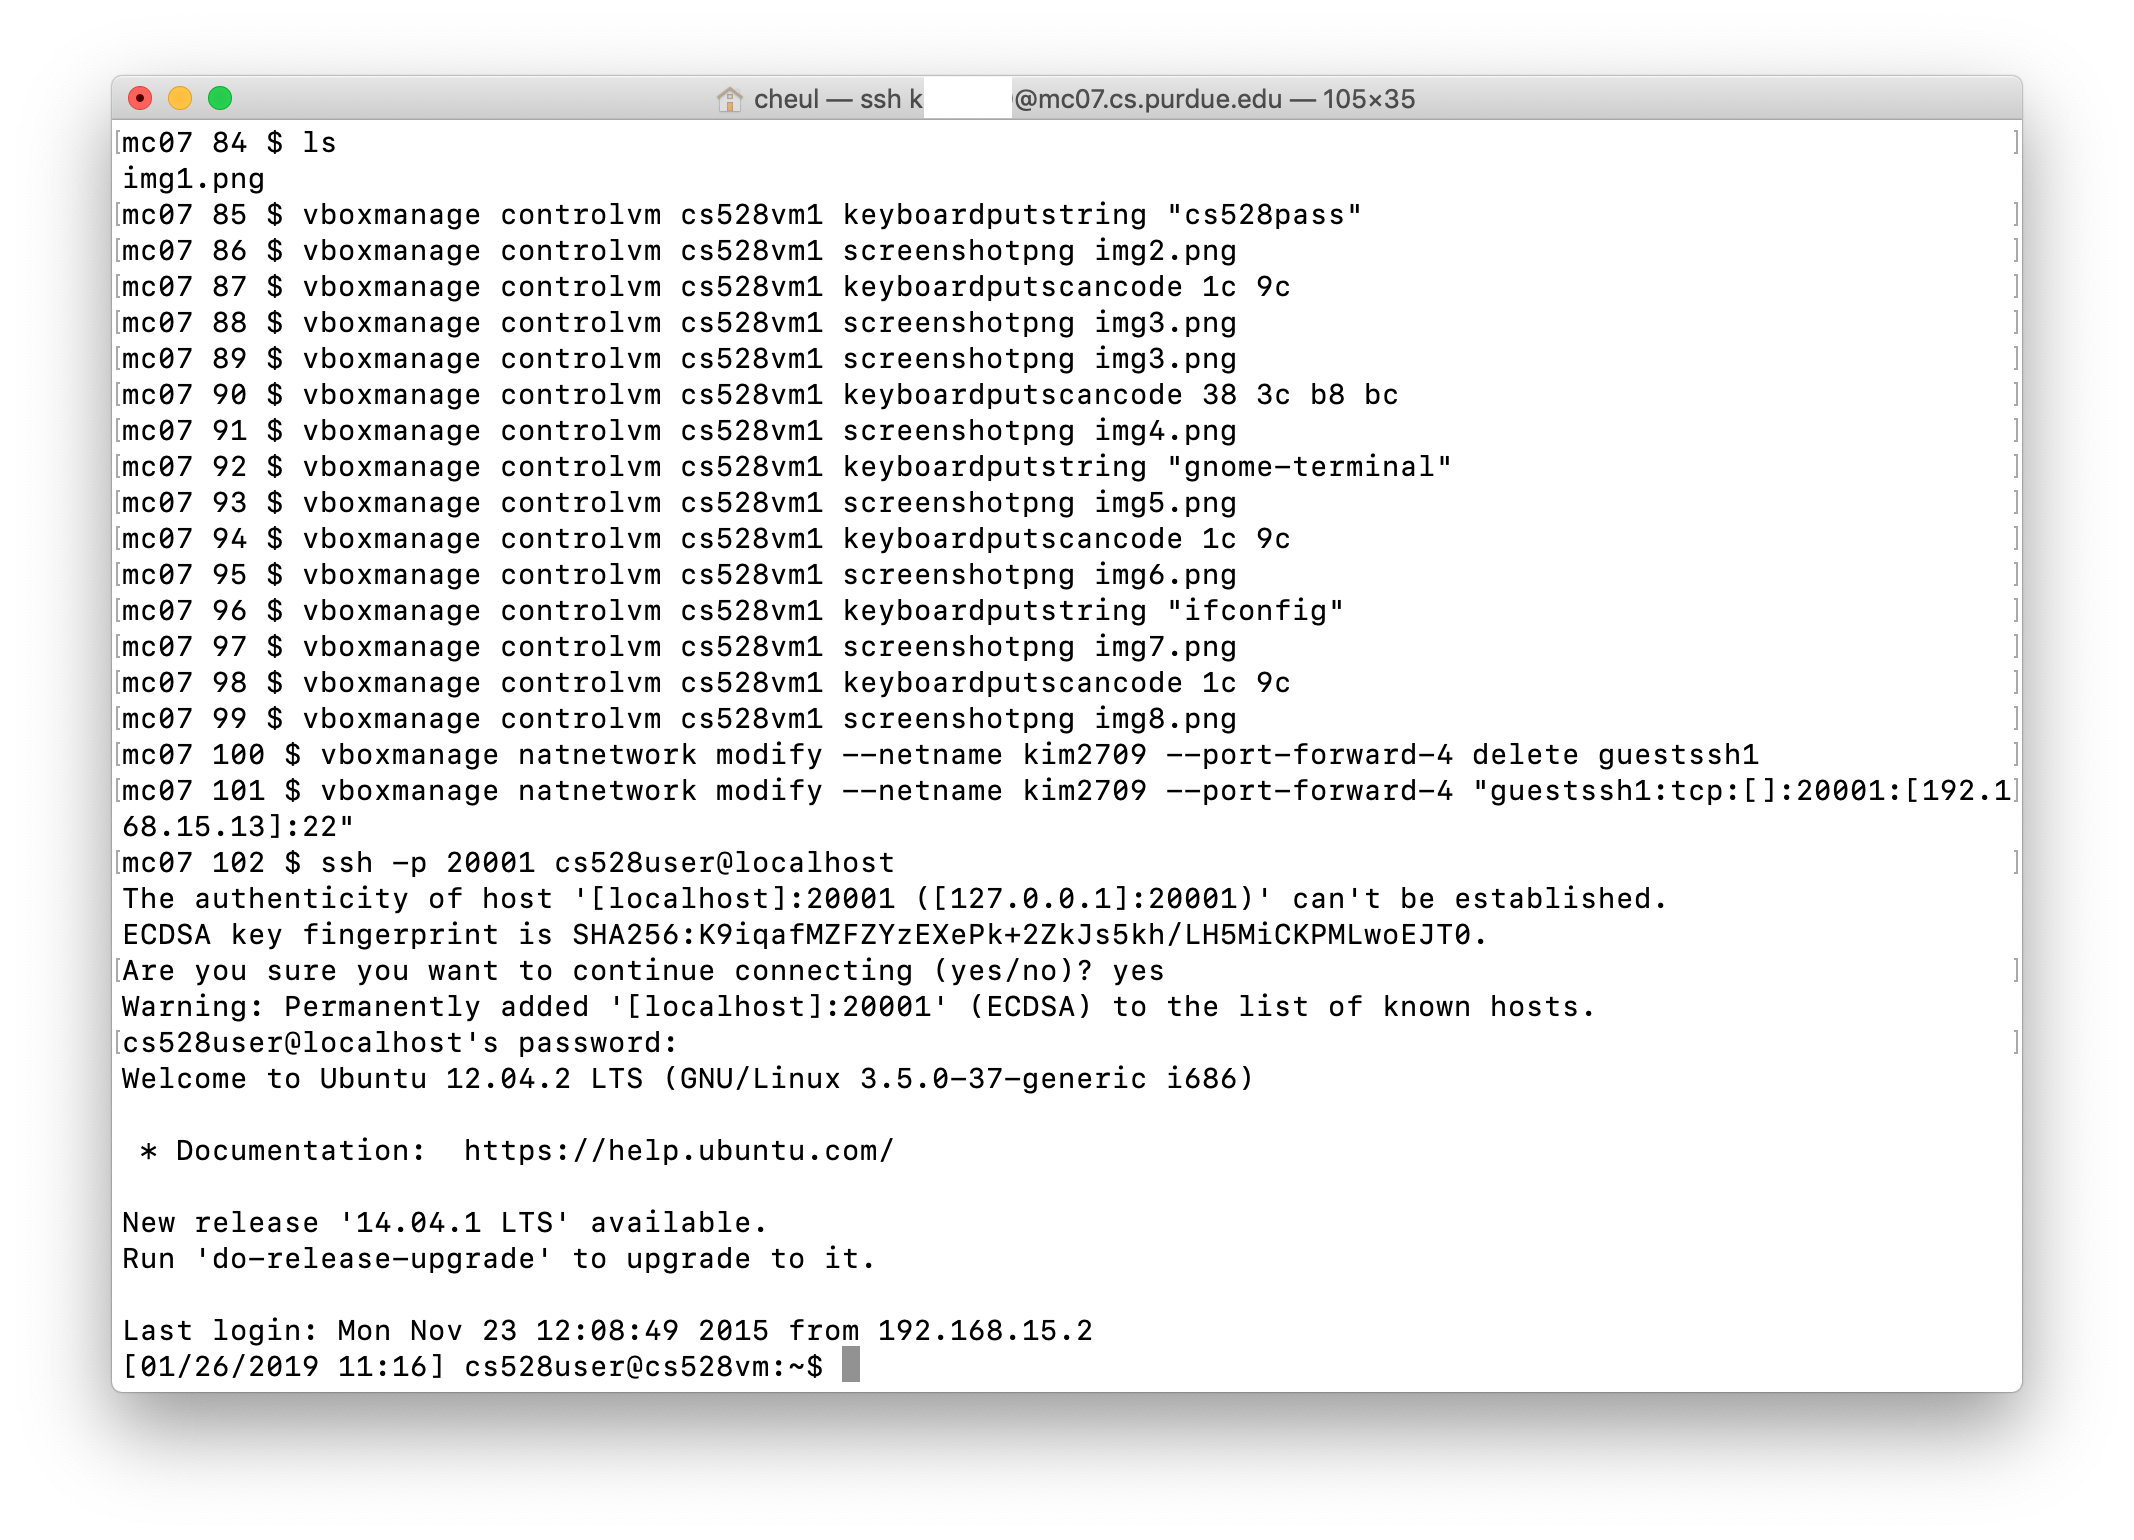 cheul — ssh k @mc07.cs.purdue.edu — 105×35
[mc07 84 $ ls ]
img1.png
[mc07 85 $ vboxmanage controlvm cs528vm1 keyboardputstring "cs528pass" ]
[mc07 86 $ vboxmanage controlvm cs528vm1 screenshotpng img2.png ]
[mc07 87 $ vboxmanage controlvm cs528vm1 keyboardputscancode 1c 9c ]
[mc07 88 $ vboxmanage controlvm cs528vm1 screenshotpng img3.png ]
[mc07 89 $ vboxmanage controlvm cs528vm1 screenshotpng img3.png ]
[mc07 90 $ vboxmanage controlvm cs528vm1 keyboardputscancode 38 3c b8 bc ]
[mc07 91 $ vboxmanage controlvm cs528vm1 screenshotpng img4.png ]
[mc07 92 $ vboxmanage controlvm cs528vm1 keyboardputstring "gnome-terminal" ]
[mc07 93 $ vboxmanage controlvm cs528vm1 screenshotpng img5.png ]
[mc07 94 $ vboxmanage controlvm cs528vm1 keyboardputscancode 1c 9c ]
[mc07 95 $ vboxmanage controlvm cs528vm1 screenshotpng img6.png ]
[mc07 96 $ vboxmanage controlvm cs528vm1 keyboardputstring "ifconfig" ]
[mc07 97 $ vboxmanage controlvm cs528vm1 screenshotpng img7.png ]
[mc07 98 $ vboxmanage controlvm cs528vm1 keyboardputscancode 1c 9c ]
[mc07 99 $ vboxmanage controlvm cs528vm1 screenshotpng img8.png ]
[mc07 100 $ vboxmanage natnetwork modify --netname kim2709 --port-forward-4 delete guestssh1 ]
[mc07 101 $ vboxmanage natnetwork modify --netname kim2709 --port-forward-4 "guestssh1:tcp:[]:20001:[192.1]
68.15.13]:22"
[mc07 102 $ ssh -p 20001 cs528user@localhost ]
The authenticity of host '[localhost]:20001 ([127.0.0.1]:20001)' can't be established.
ECDSA key fingerprint is SHA256:K9iqafMZFZYzEXePk+2ZkJs5kh/LH5MiCKPMLwoEJT0.
[Are you sure you want to continue connecting (yes/no)? yes ]
Warning: Permanently added '[localhost]:20001' (ECDSA) to the list of known hosts.
[cs528user@localhost's password: ]
Welcome to Ubuntu 12.04.2 LTS (GNU/Linux 3.5.0-37-generic i686)
* Documentation:  https://help.ubuntu.com/
New release '14.04.1 LTS' available.
Run 'do-release-upgrade' to upgrade to it.
Last login: Mon Nov 23 12:08:49 2015 from 192.168.15.2
[01/26/2019 11:16] cs528user@cs528vm:~$